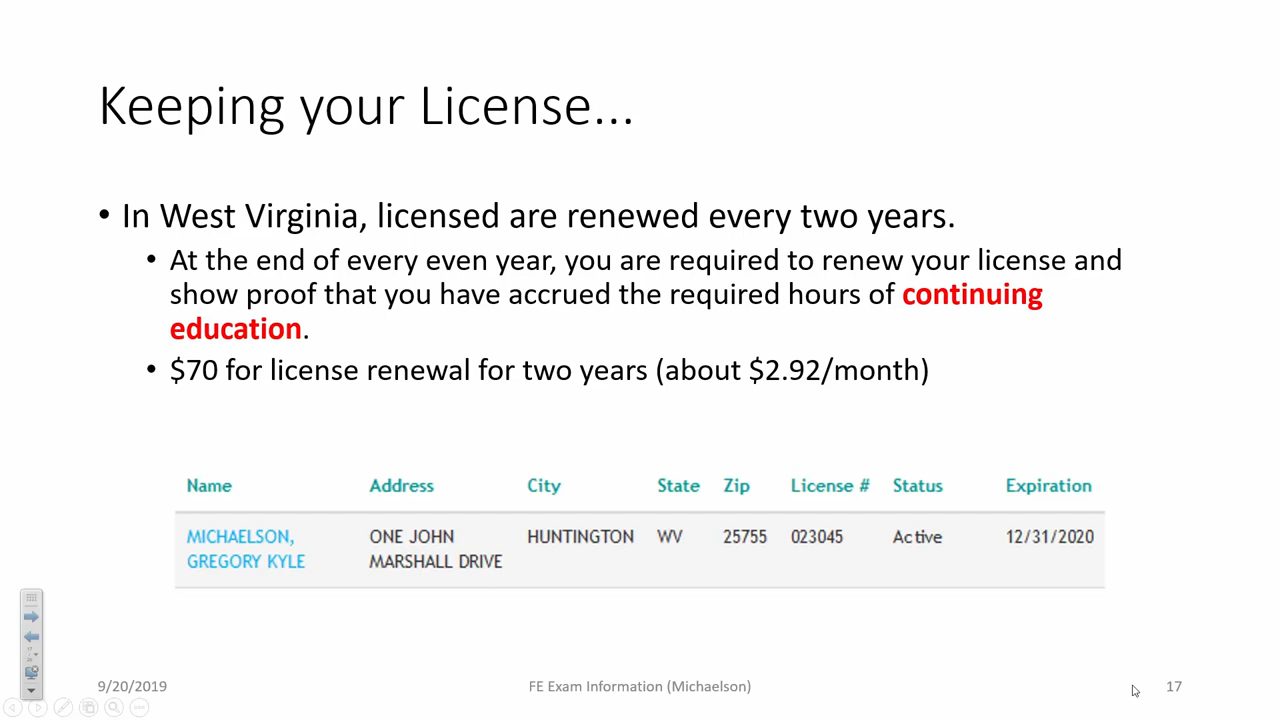 Keeping your License...
• In West Virginia, licensed are renewed every two years.
• At the end of every even year, you are required to renew your license and
show proof that you have accrued the required hours of continuing
education.
• $70 for license renewal for two years (about $2.92/month)
Name Address City State Zip License # Status Expiration
MICHAELSON, ONE JOHN HUNTINGTON WV 25755 023045 Active 12/31/2020
GREGORY KYLE MARSHALL DRIVE
9/20/2019 FE Exam Information (Michaelson) 17